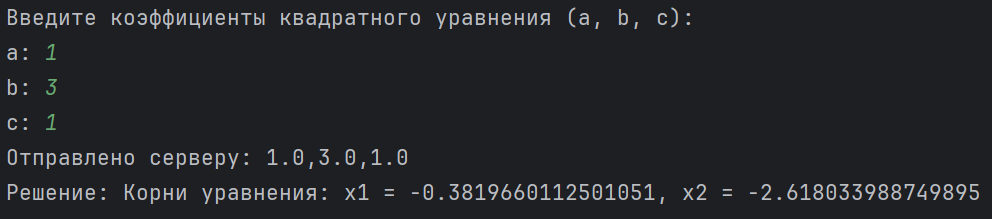 Введите коэффициенты квадратного уравнения (a, b, c):
a: 1
b: 3
c: 1
Отправлено серверу: 1.0,3.0,1.0
Решение: Корни уравнения: x1 = -0.3819660112501051, x2 = -2.618033988749895